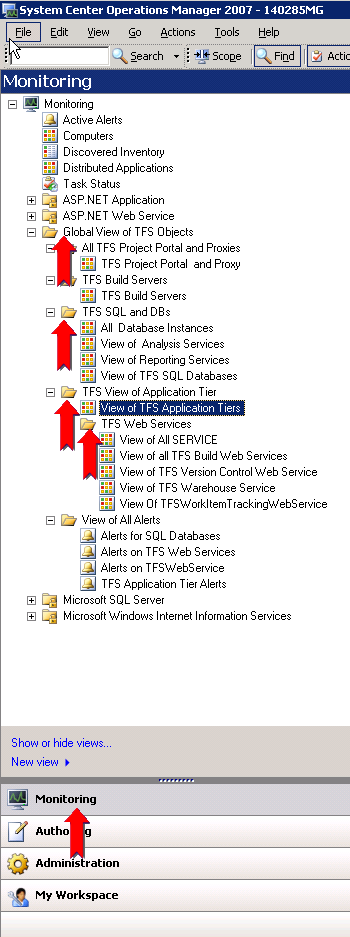 System Center Operations Manager 2007 - 140285MG
File Edit View Go Actions Tools Help
Search Scope Find
Monitoring
Monitoring
Active Alerts
Computers
Discovered Inventory
Distributed Applications
Task Status
ASP.NET Application
ASP.NET Web Service
Global View of TFS Objects
All TFS Project Portal and Proxies
TFS Project Portal and Proxy
TFS Build Servers
TFS Build Servers
TFS SQL and DBs
All Database Instances
View of Analysis Services
View of Reporting Services
View of TFS SQL Databases
TFS View of Application Tier
View of TFS Application Tiers
TFS Web Services
View of All SERVICE
View of all TFS Build Web Services
View of TFS Version Control Web Service
View of TFS Warehouse Service
View Of TFSWorkItemTrackingWebService
View of All Alerts
Alerts for SQL Databases
Alerts on TFS Web Services
Alerts on TFSWebService
TFS Application Tier Alerts
Microsoft SQL Server
Microsoft Windows Internet Information Services
Show or hide views...
New view
Monitoring
Administration
My Workspace